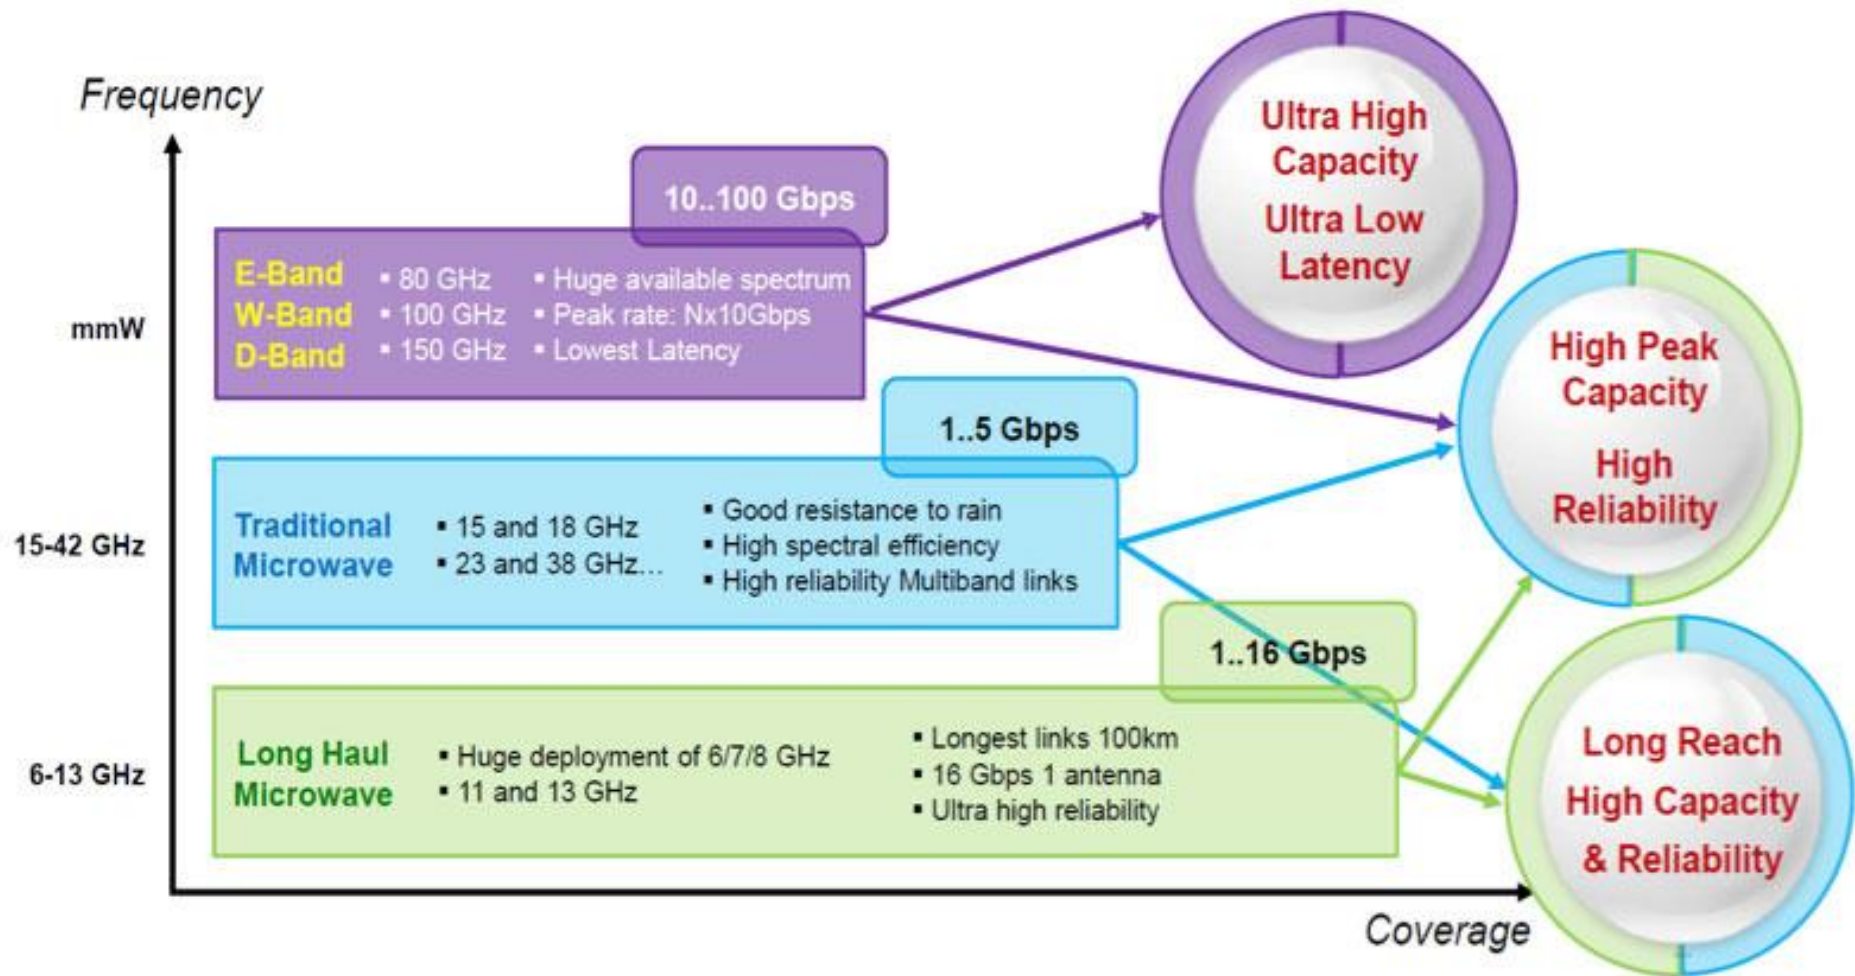 Frequency
10..100 Gbps
mmW
E-Band
W-Band
D-Band
▪ 80 GHz
▪ 100 GHz
▪ 150 GHz
▪ Huge available spectrum
▪ Peak rate: Nx10Gbps
▪ Lowest Latency
1..5 Gbps
15-42 GHz
Traditional
Microwave
▪ 15 and 18 GHz
▪ 23 and 38 GHz...
▪ Good resistance to rain
▪ High spectral efficiency
▪ High reliability Multiband links
1..16 Gbps
6-13 GHz
Long Haul
Microwave
▪ Huge deployment of 6/7/8 GHz
▪ 11 and 13 GHz
▪ Longest links 100km
▪ 16 Gbps 1 antenna
▪ Ultra high reliability
Ultra High
Capacity
Ultra Low
Latency
High Peak
Capacity
High
Reliability
Long Reach
High Capacity
& Reliability
Coverage